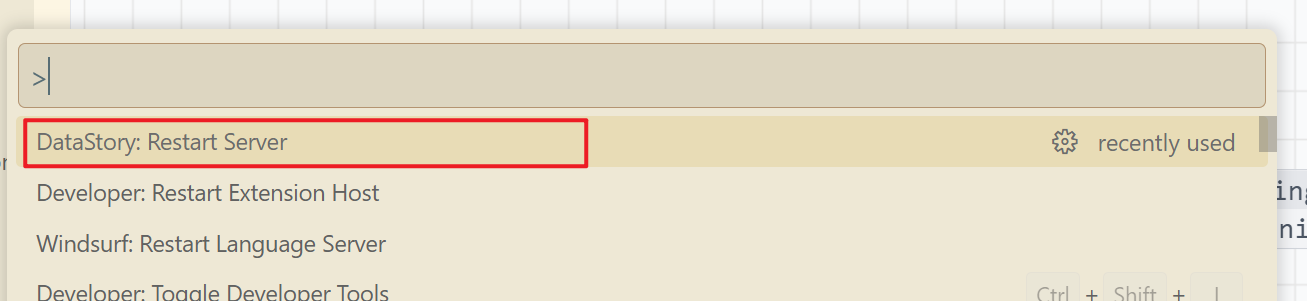 >
DataStory: Restart Server
recently used
Developer: Restart Extension Host
Windsurf: Restart Language Server
Developer: Toggle Developer Tools
Ctrl + Shift +